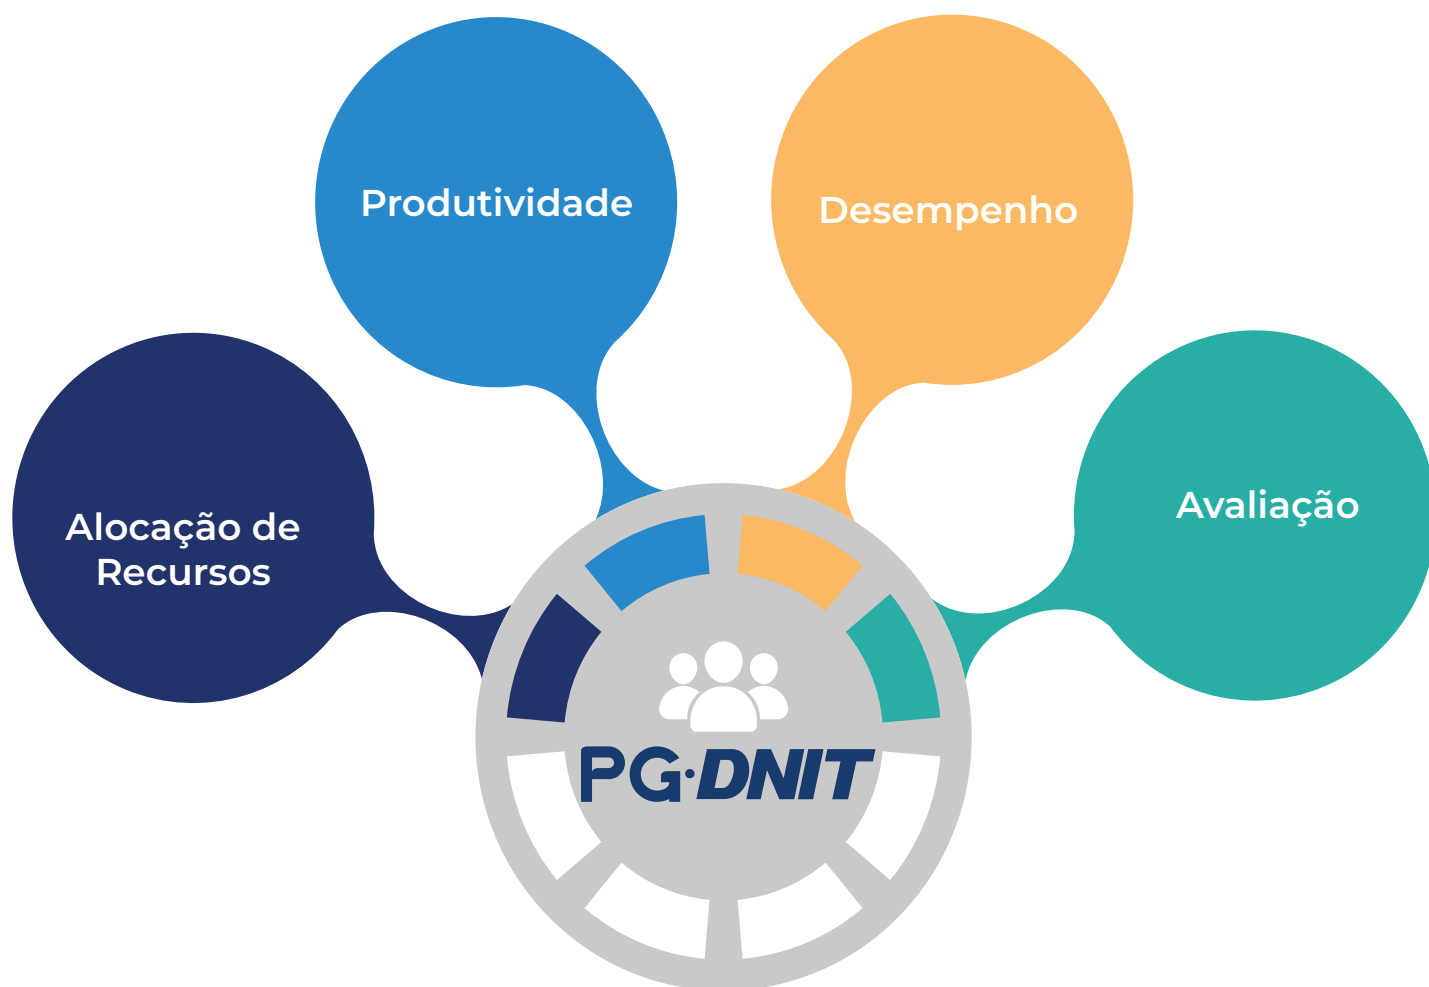 Produtividade
Desempenho
Alocação de
Recursos
Avaliação
PG·DNIT